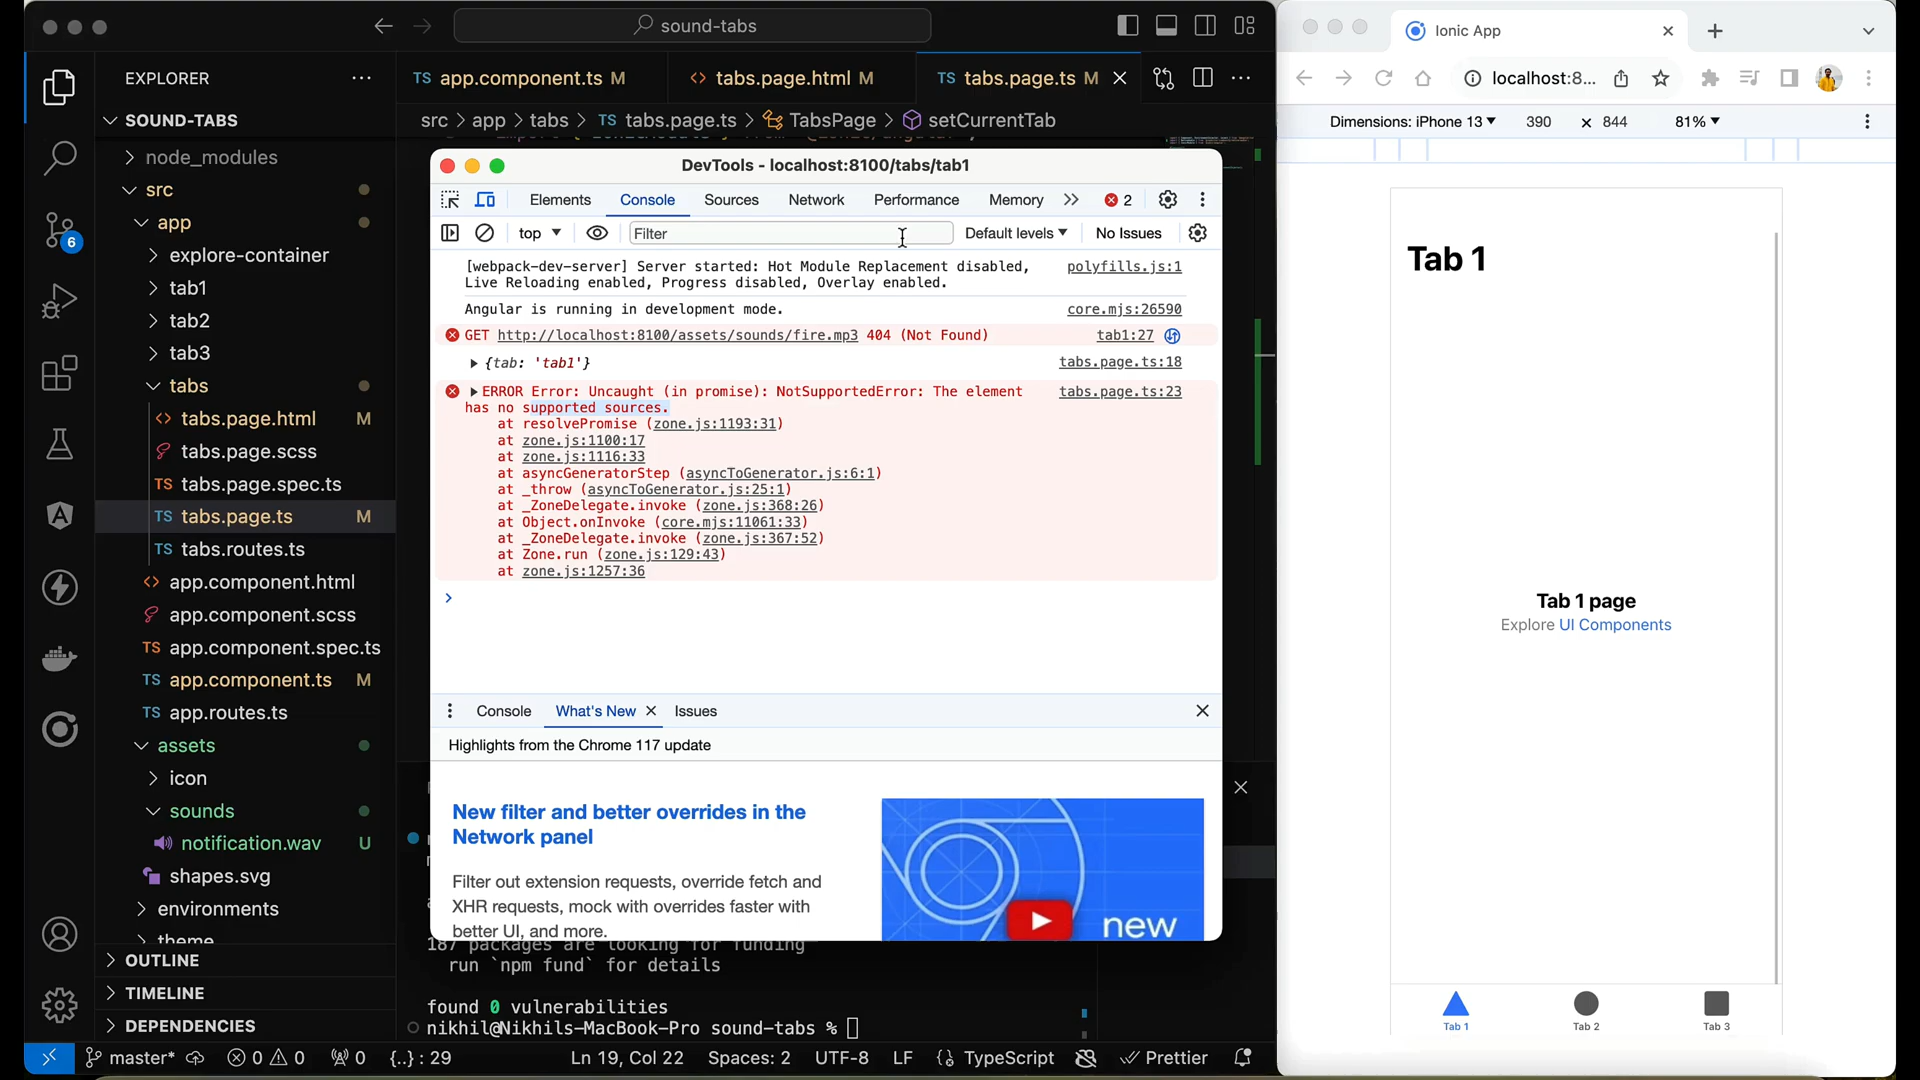 sound-tabs
EXPLORER
SOUND-TABS
node_modules
src
app
explore-container
tab1
tab2
tab3
tabs
tabs.page.html M
tabs.page.scss
TS tabs.page.spec.ts
TS tabs.page.ts M
TS tabs.routes.ts
app.component.html
app.component.scss
TS app.component.spec.ts
TS app.component.ts M
TS app.routes.ts
assets
icon
sounds
notification.wav U
shapes.svg
environments
theme
OUTLINE
TIMELINE
DEPENDENCIES
6
TS app.component.ts M
<> tabs.page.html M
TS tabs.page.ts M
src > app > tabs > TS tabs.page.ts > TabsPage > setCurrentTab
DevTools - localhost:8100/tabs/tab1
Elements Console Sources Network Performance Memory 2
top Filter Default levels No Issues
[webpack-dev-server] Server started: Hot Module Replacement disabled, polyfills.js:1
Live Reloading enabled, Progress disabled, Overlay enabled.
Angular is running in development mode. core.mjs:26590
GET http://localhost:8100/assets/sounds/fire.mp3 404 (Not Found) tab1:27
{tab: 'tab1'} tabs.page.ts:18
ERROR Error: Uncaught (in promise): NotSupportedError: The element tabs.page.ts:23
has no supported sources.
at resolvePromise (zone.js:1193:31)
at zone.js:1100:17
at zone.js:1116:33
at asyncGeneratorStep (asyncToGenerator.js:6:1)
at _throw (asyncToGenerator.js:25:1)
at _ZoneDelegate.invoke (zone.js:368:26)
at Object.onInvoke (core.mjs:11061:33)
at _ZoneDelegate.invoke (zone.js:367:52)
at Zone.run (zone.js:129:43)
at zone.js:1257:36
Console What's New Issues
Highlights from the Chrome 117 update
New filter and better overrides in the
Network panel
Filter out extension requests, override fetch and
XHR requests, mock with overrides faster with
better UI, and more.
new
187 packages are looking for funding
run `npm fund` for details
found 0 vulnerabilities
nikhil@Nikhils-MacBook-Pro sound-tabs %
master* 0 0 0 {..} : 29 Ln 19, Col 22 Spaces: 2 UTF-8 LF TypeScript Prettier
Ionic App
localhost:8...
Dimensions: iPhone 13 390 × 844 81%
Tab 1
Tab 1 page
Explore UI Components
Tab 1 Tab 2 Tab 3